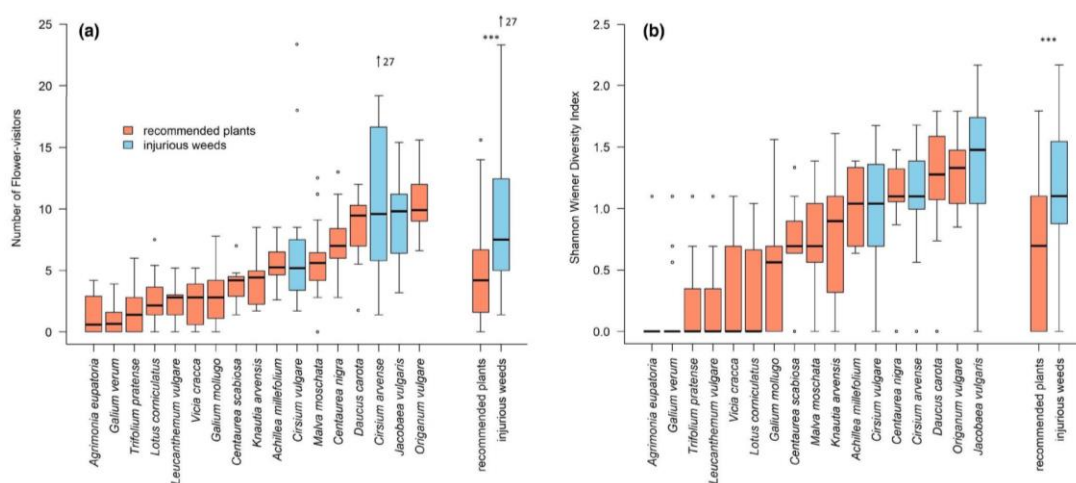 (a)
Number of Flower-visitors
25
20
15
10
5
0
recommended plants
injurious weeds
27
***
27
Agrimonia eupatoria
Galium verum
Trifolium pratense
Lotus corniculatus
Leucanthemum vulgare
Vicia cracca
Galium mollugo
Centaurea scabiosa
Knautia arvensis
Achillea millefolium
Cirsium vulgare
Malva moschata
Centaurea nigra
Daucus carota
Cirsium arvense
Jacobaea vulgaris
Origanum vulgare
recommended plants
injurious weeds
(b)
Shannon Wiener Diversity Index
2.5
2.0
1.5
1.0
0.5
0.0
***
Agrimonia eupatoria
Galium verum
Trifolium pratense
Leucanthemum vulgare
Vicia cracca
Lotus corniculatus
Galium mollugo
Centaurea scabiosa
Malva moschata
Knautia arvensis
Achillea millefolium
Cirsium vulgare
Centaurea nigra
Cirsium arvense
Daucus carota
Origanum vulgare
Jacobaea vulgaris
recommended plants
injurious weeds